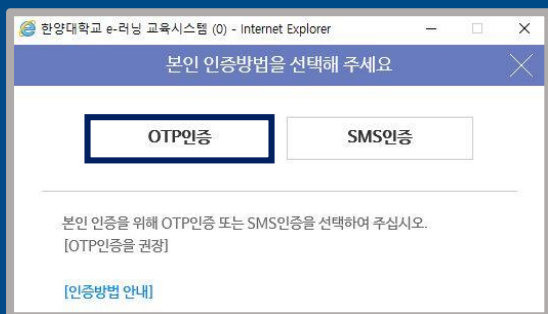 한양대학교 e-러닝 교육시스템 (0) - Internet Explorer
본인 인증방법을 선택해 주세요
OTP인증
SMS인증
본인 인증을 위해 OTP인증 또는 SMS인증을 선택하여 주십시오.
[OTP인증을 권장]
[인증방법 안내]